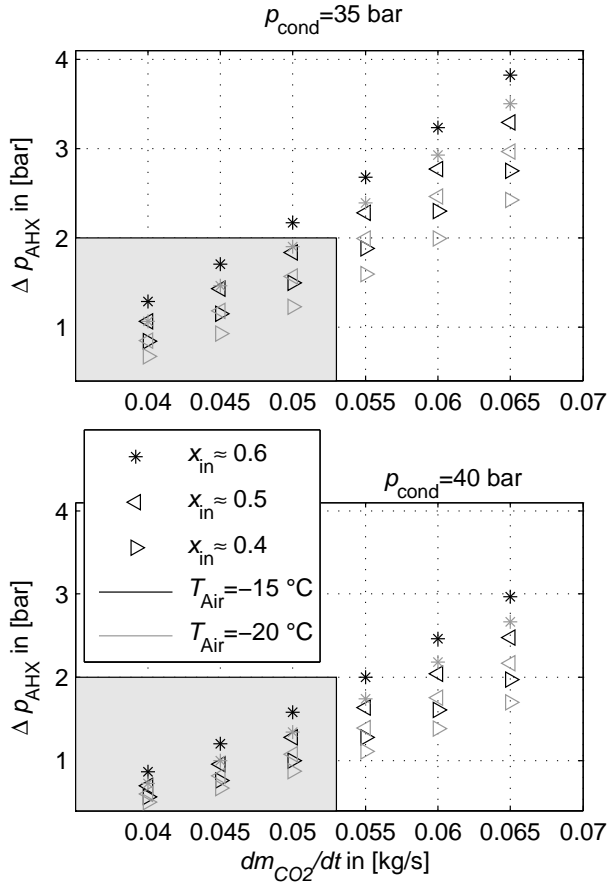 p_cond=35 bar
4
3
2
1
Δ p_AHX in [bar]
0.04 0.045 0.05 0.055 0.06 0.065 0.07
x_in ≈ 0.6
x_in ≈ 0.5
x_in ≈ 0.4
T_Air=−15 °C
T_Air=−20 °C
p_cond=40 bar
4
3
2
1
Δ p_AHX in [bar]
0.04 0.045 0.05 0.055 0.06 0.065 0.07
dm_CO2/dt in [kg/s]